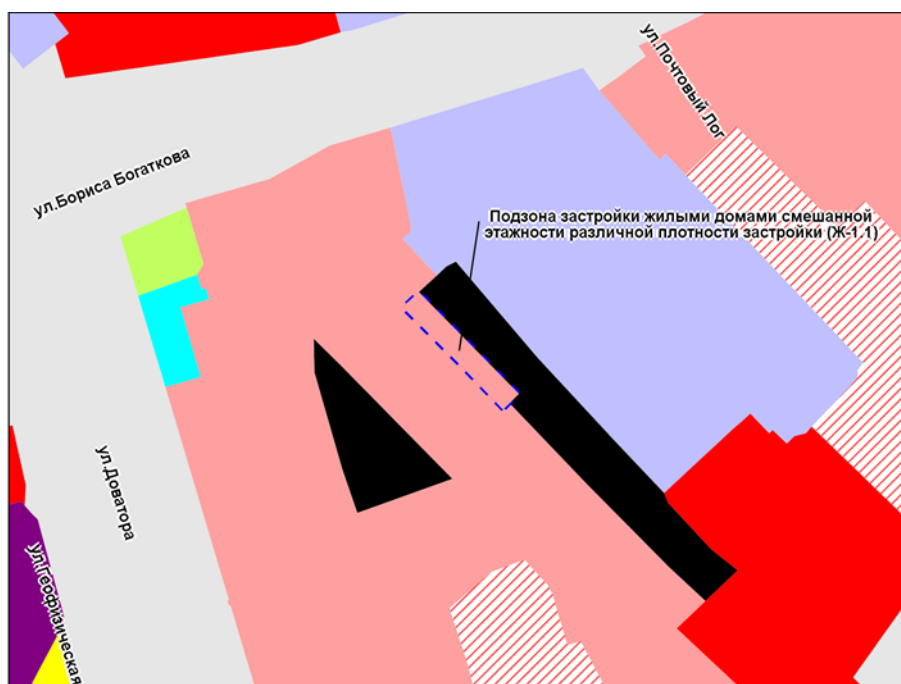 ул.Почтовый Лог
ул.Бориса Богаткова
Подзона застройки жилыми домами смешанной
этажности различной плотности застройки (Ж-1.1)
ул.Доватора
ул.Геофизическая